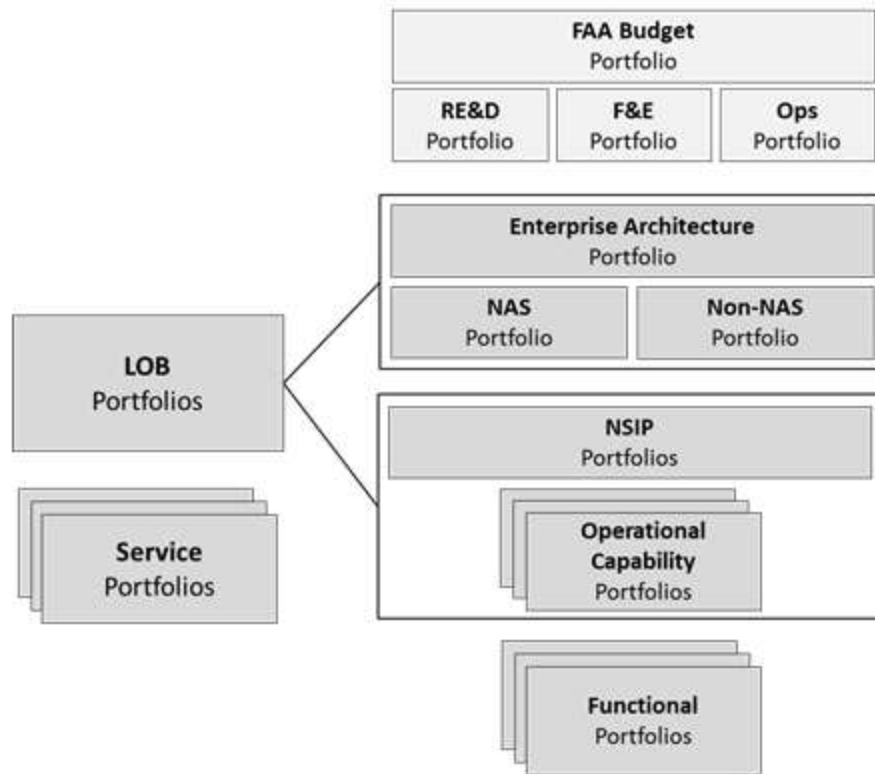 FAA Budget
Portfolio
RE&D
Portfolio
F&E
Portfolio
Ops
Portfolio
Enterprise Architecture
Portfolio
NAS
Portfolio
Non-NAS
Portfolio
LOB
Portfolios
NSIP
Portfolios
Service
Portfolios
Operational
Capability
Portfolios
Functional
Portfolios